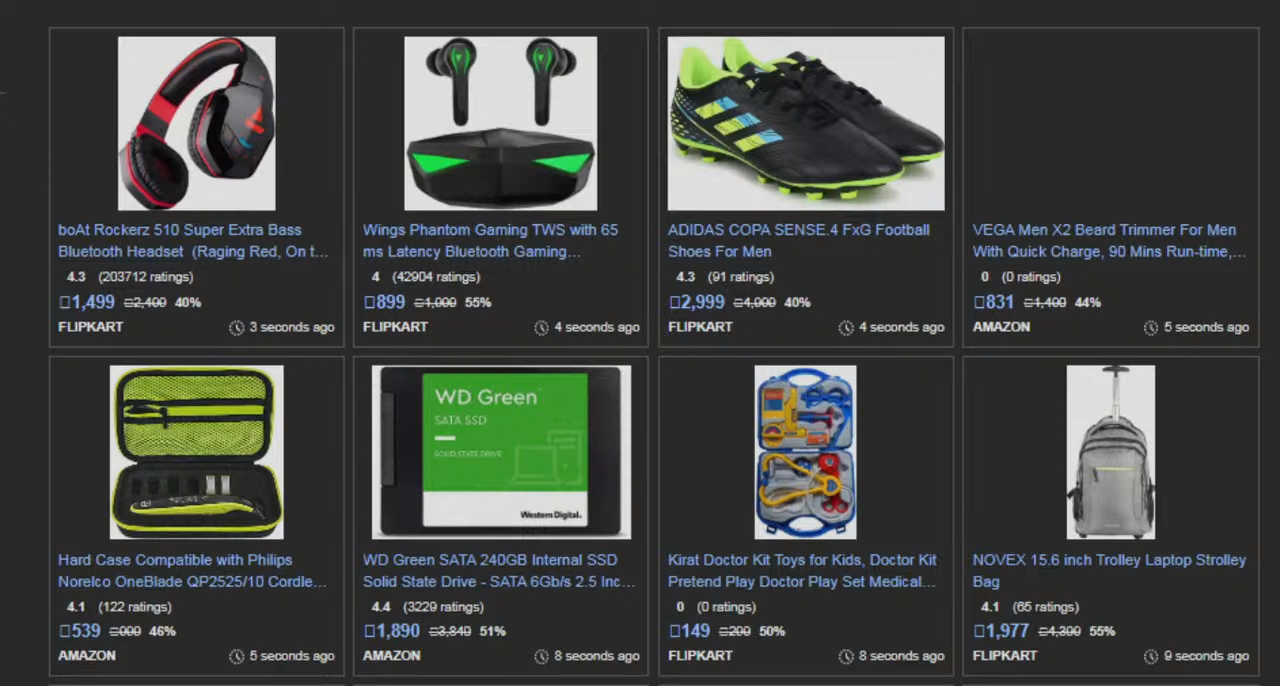 boAt Rockerz 510 Super Extra Bass
Bluetooth Headset (Raging Red, On t...
4.3 (203712 ratings)
1,499 2,400 40%
FLIPKART 3 seconds ago
Wings Phantom Gaming TWS with 65
ms Latency Bluetooth Gaming...
4 (42904 ratings)
899 1,000 55%
FLIPKART 4 seconds ago
ADIDAS COPA SENSE.4 FxG Football
Shoes For Men
4.3 (91 ratings)
2,999 4,000 40%
FLIPKART 4 seconds ago
VEGA Men X2 Beard Trimmer For Men
With Quick Charge, 90 Mins Run-time,...
0 (0 ratings)
831 1,400 44%
AMAZON 5 seconds ago
Hard Case Compatible with Philips
Norelco OneBlade QP2525/10 Cordle...
4.1 (122 ratings)
539 46%
AMAZON 5 seconds ago
WD Green
SATA SSD
SOLID STATE DRIVE
Western Digital.
WD Green SATA 240GB Internal SSD
Solid State Drive - SATA 6Gb/s 2.5 Inc...
4.4 (3229 ratings)
1,890 3,840 51%
AMAZON 8 seconds ago
Kirat Doctor Kit Toys for Kids, Doctor Kit
Pretend Play Doctor Play Set Medical...
0 (0 ratings)
149 50%
FLIPKART 8 seconds ago
NOVEX 15.6 inch Trolley Laptop Strolley
Bag
4.1 (65 ratings)
1,977 4,300 55%
FLIPKART 9 seconds ago